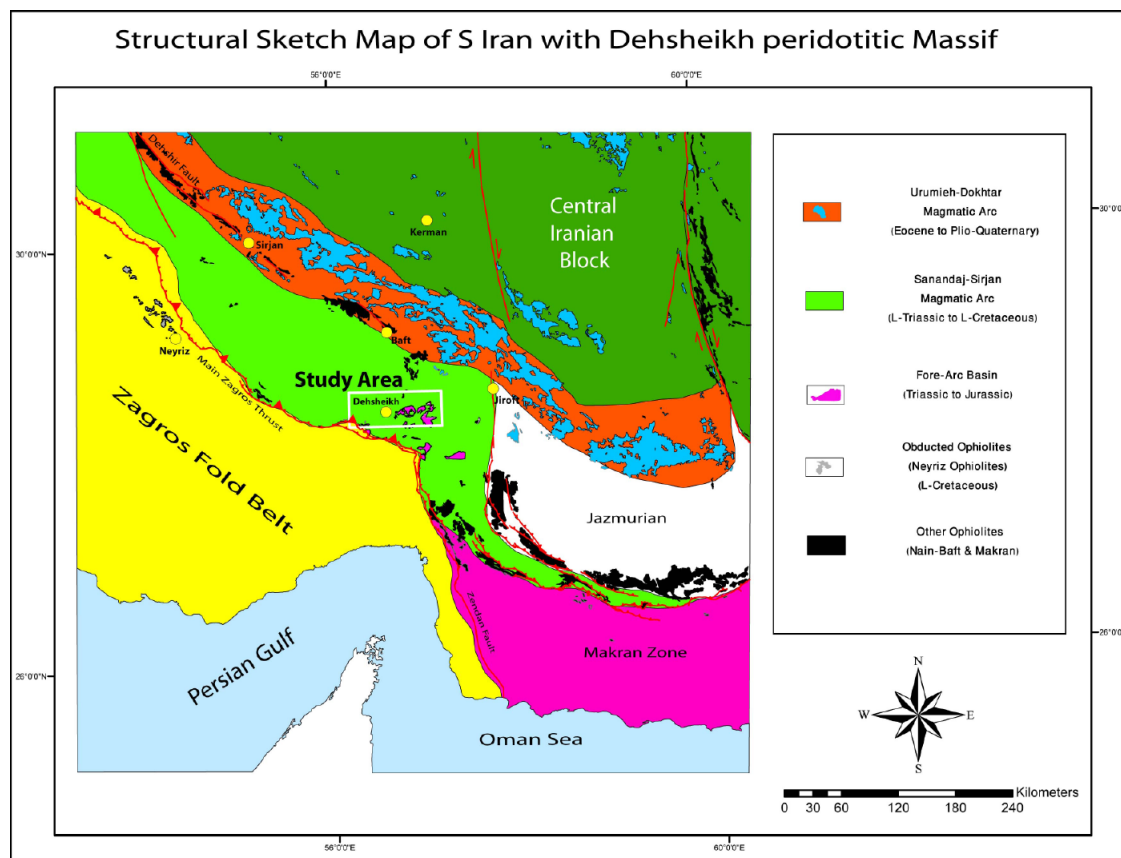 Structural Sketch Map of S Iran with Dehsheikh peridotitic Massif
56°0'0"E
60°0'0"E
30°0'0"N
30°0'0"
26°0'0"N
26°0'0"
56°0'0"E
60°0'0"E
Dehshir Fault
Sirjan
Kerman
Central
Iranian
Block
Neyriz
Baft
Main Zagros Thrust
Study Area
Dehsheikh
Jiroft
Zagros Fold Belt
Jazmurian
Zendan Fault
Makran Zone
Persian Gulf
Oman Sea
Urumieh-Dokhtar
Magmatic Arc
(Eocene to Plio-Quaternary)
Sanandaj-Sirjan
Magmatic Arc
(L-Triassic to L-Cretaceous)
Fore-Arc Basin
(Triassic to Jurassic)
Obducted Ophiolites
(Neyriz Ophiolites)
(L-Cretaceous)
Other Ophiolites
(Nain-Baft & Makran)
N
W
E
S
Kilometers
0 30 60 120 180 240